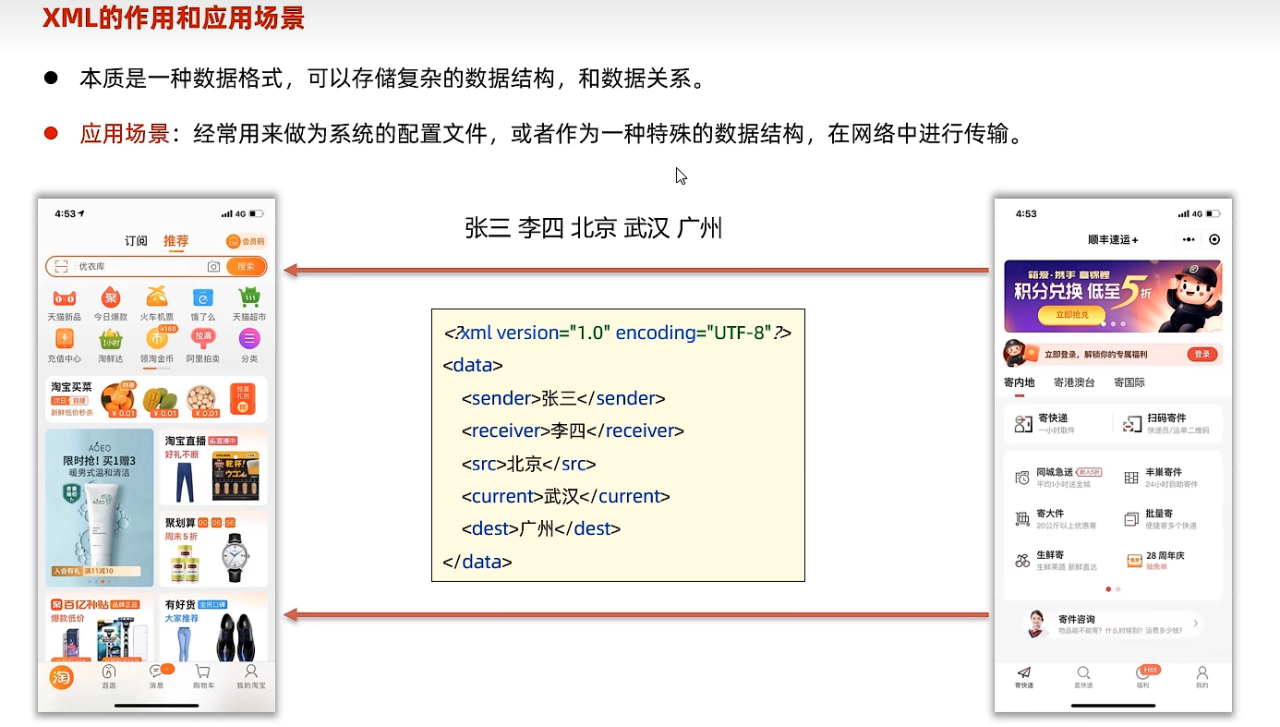 XML的作用和应用场景
本质是一种数据格式，可以存储复杂的数据结构，和数据关系。
应用场景：经常用来做为系统的配置文件，或者作为一种特殊的数据结构，在网络中进行传输。
张三 李四 北京 武汉 广州
<?xml version="1.0" encoding="UTF-8"?>
<data>
<sender>张三</sender>
<receiver>李四</receiver>
<src>北京</src>
<current>武汉</current>
<dest>广州</dest>
</data>
4:53
4G
订阅 推荐 会员码
优衣库 搜索
天猫新品 今日爆款 火车机票 饿了么 天猫超市
充值中心 淘鲜达 领淘金币 阿里拍卖 分类
淘宝买菜
次日 自提
新鲜低价秒杀
¥0.01 ¥0.01 ¥0.01
AOEO
限时抢！买1赠3
暖男式温和清洁
入会有礼 满11减10
淘宝直播 直播中
好礼不断
聚划算 00:06:56
周末5折
百亿补贴 品牌正品
爆款低价
有好货 全民口碑
大家推荐
淘 逛逛 消息 购物车 我的淘宝
4:53
4G
顺丰速运+
箱爱·携手 富锦鲤
积分兑换 低至5折
立即抢兑
立即登录，解锁你的专属福利 登录
寄内地 寄港澳台 寄国际
寄快递 扫码寄件
一小时取件 快递员/运单二维码
同城急送 新人5折 丰巢寄件
平均1小时送全城 24小时自助寄件
寄大件 批量寄
20公斤以上优惠寄 便捷寄多个快递
生鲜寄 28 周年庆
生鲜果蔬 新鲜直达 抽免单
寄件咨询
物品能不能寄？什么时候到？运费多少钱？
Hot
寄快递 查快递 福利 我的